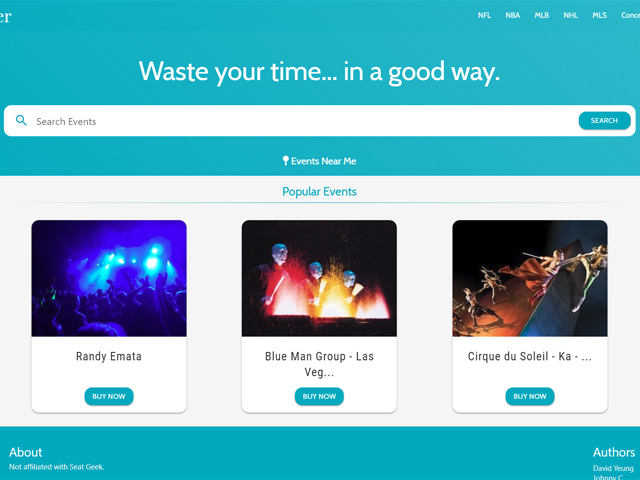 er
NFL NBA MLB NHL MLS Conce
Waste your time... in a good way.
Search Events
SEARCH
Events Near Me
Popular Events
Randy Emata
BUY NOW
Blue Man Group - Las
Veg...
BUY NOW
Cirque du Soleil - Ka - ...
BUY NOW
About
Not affiliated with Seat Geek.
Authors
David Yeung
Johnny C